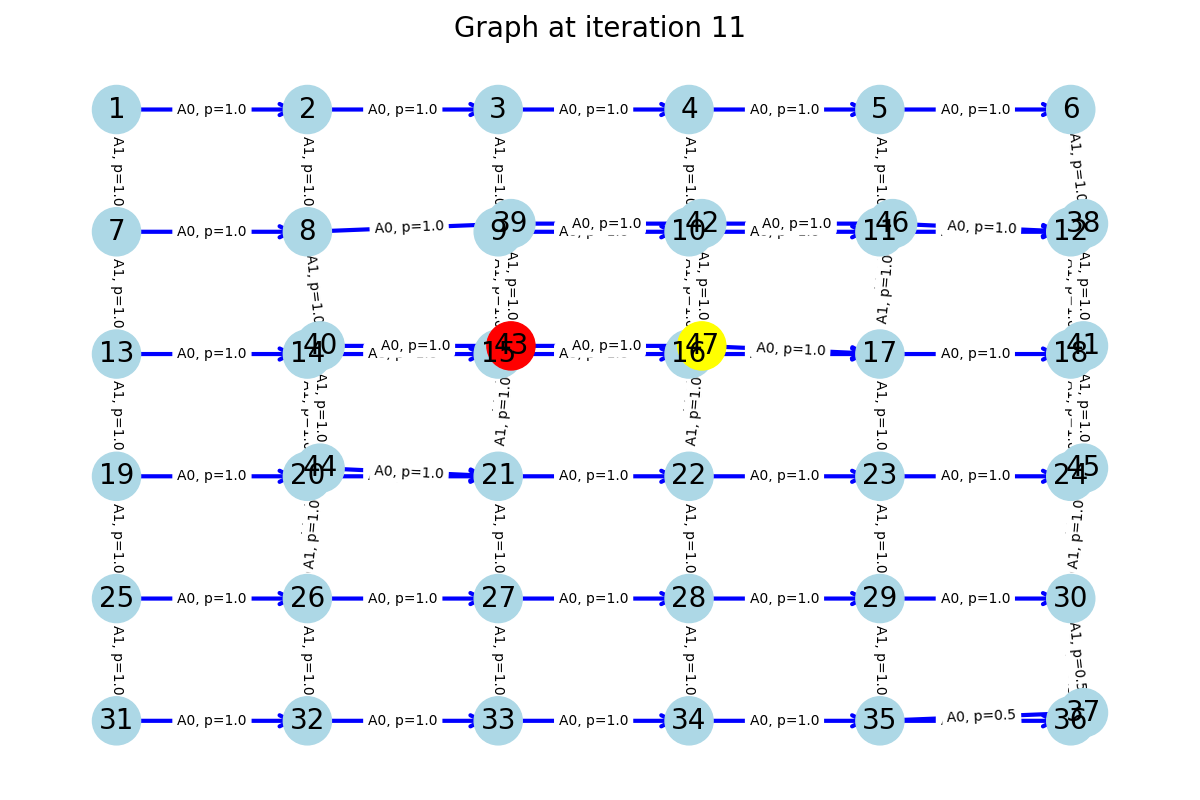 Graph at iteration 11
1 A0, p=1.0 2 A0, p=1.0 3 A0, p=1.0 4 A0, p=1.0 5 A0, p=1.0 6
A1, p=1.0 A1, p=1.0 A1, p=1.0 A1, p=1.0 A1, p=1.0 A1, p=1.0
7 A0, p=1.0 8 A0, p=1.0 9 39 A0, p=1.0 10 42 A0, p=1.0 11 46 A0, p=1.0 12 38
A1, p=1.0 A1, p=1.0 A1, p=1.0 A1, p=1.0 A1, p=1.0 A1, p=1.0
13 A0, p=1.0 14 40 A0, p=1.0 15 43 A0, p=1.0 16 47 A0, p=1.0 17 A0, p=1.0 18 41
A1, p=1.0 A1, p=1.0 A1, p=1.0 A1, p=1.0 A1, p=1.0 A1, p=1.0
19 A0, p=1.0 20 44 A0, p=1.0 21 A0, p=1.0 22 A0, p=1.0 23 A0, p=1.0 24 45
A1, p=1.0 A1, p=1.0 A1, p=1.0 A1, p=1.0 A1, p=1.0 A1, p=1.0
25 A0, p=1.0 26 A0, p=1.0 27 A0, p=1.0 28 A0, p=1.0 29 A0, p=1.0 30
A1, p=1.0 A1, p=1.0 A1, p=1.0 A1, p=1.0 A1, p=1.0 A1, p=0.5
31 A0, p=1.0 32 A0, p=1.0 33 A0, p=1.0 34 A0, p=1.0 35 A0, p=0.5 36 37